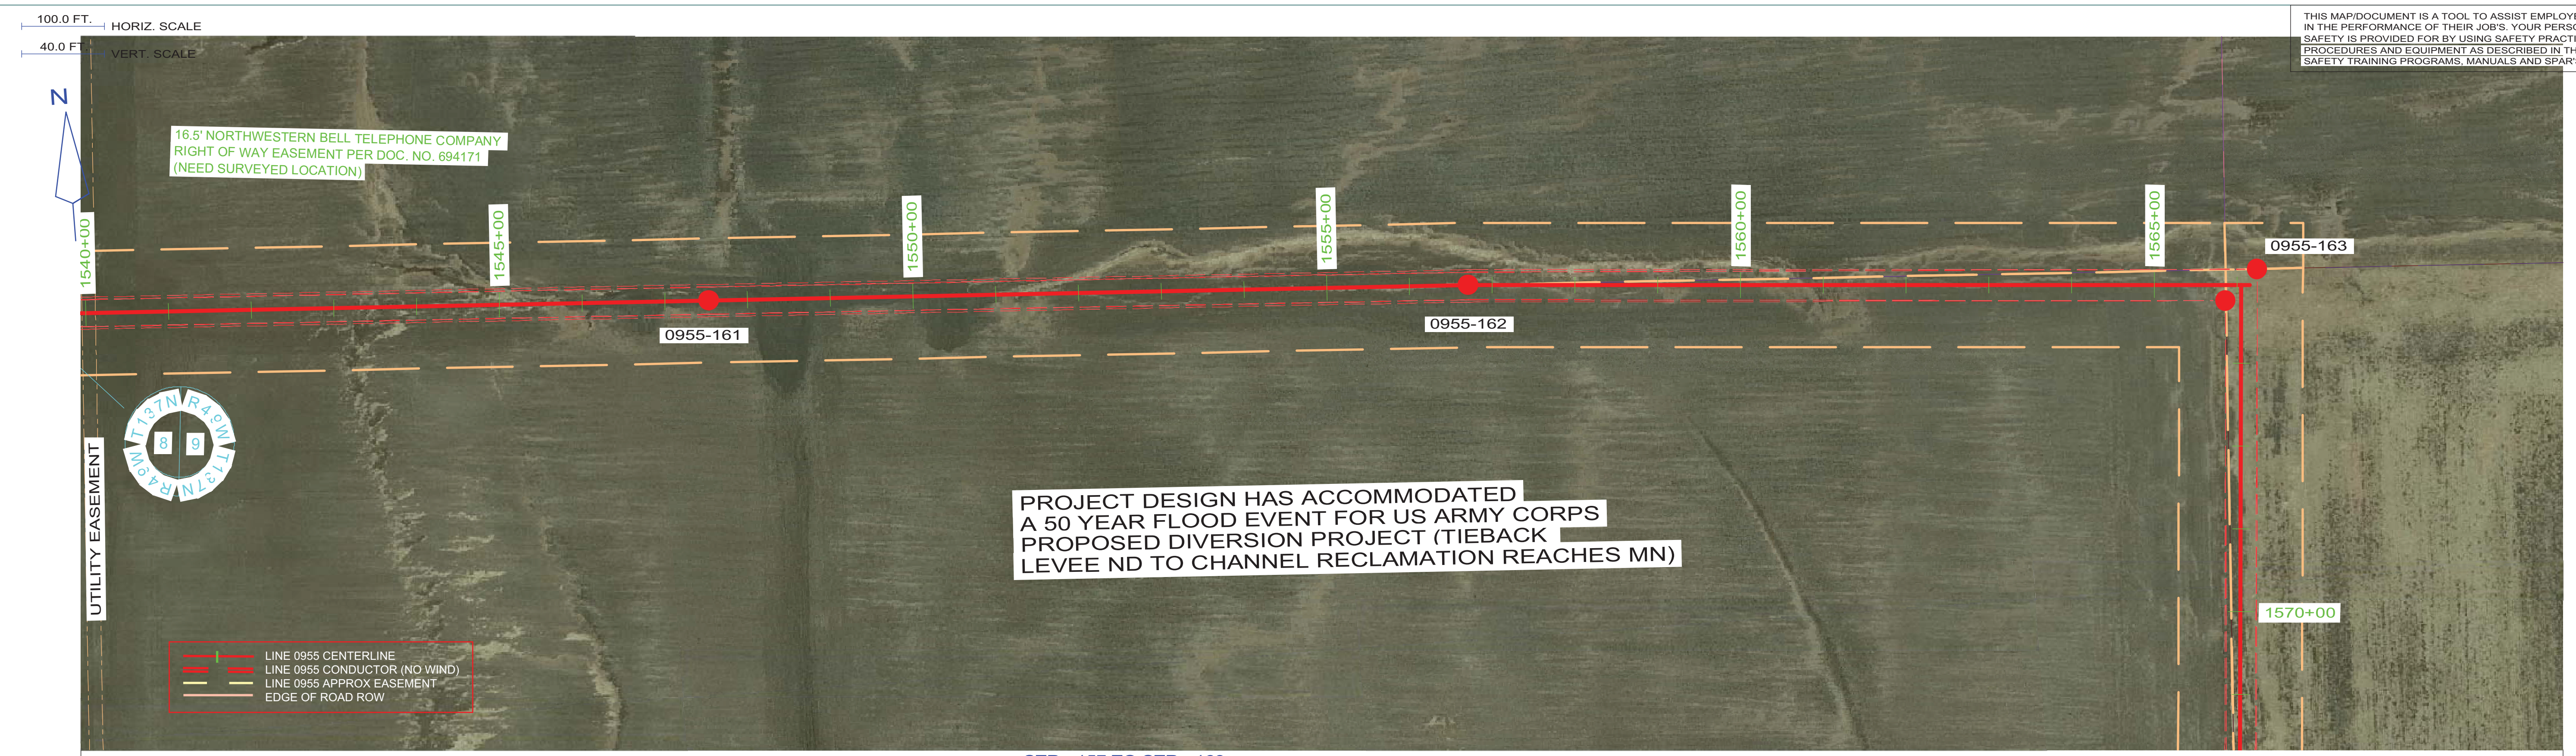 100.0 FT.
HORIZ. SCALE
40.0 FT.
VERT. SCALE
THIS MAP/DOCUMENT IS A TOOL TO ASSIST
IN THE PERFORMANCE OF THEIR JOB'S. YOUR
SAFETY IS PROVIDED FOR BY USING SAFETY
PROCEDURES AND EQUIPMENT AS DESCRIBED IN
SAFETY TRAINING PROGRAMS, MANUALS AND SPAR'S
N
16.5' NORTHWESTERN BELL TELEPHONE COMPANY
RIGHT OF WAY EASEMENT PER DOC. NO. 694171
(NEED SURVEYED LOCATION)
1540+00
1545+00
1550+00
1555+00
1560+00
1565+00
0955-163
0955-161
0955-162
T137N R49W
8 9
R49W T137N
UTILITY EASEMENT
PROJECT DESIGN HAS ACCOMMODATED
A 50 YEAR FLOOD EVENT FOR US ARMY CORPS
PROPOSED DIVERSION PROJECT (TIEBACK
LEVEE ND TO CHANNEL RECLAMATION REACHES MN)
1570+00
LINE 0955 CENTERLINE
LINE 0955 CONDUCTOR (NO WIND)
LINE 0955 APPROX EASEMENT
EDGE OF ROAD ROW